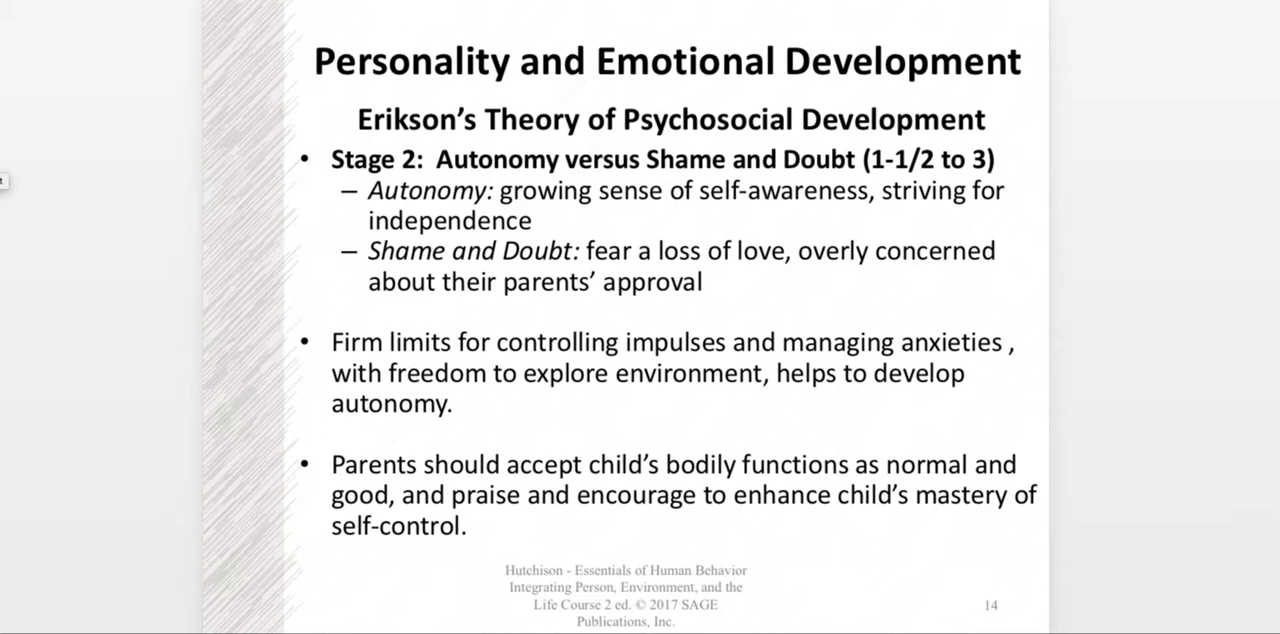 Personality and Emotional Development
Erikson’s Theory of Psychosocial Development
• Stage 2: Autonomy versus Shame and Doubt (1-1/2 to 3)
– Autonomy: growing sense of self-awareness, striving for
independence
– Shame and Doubt: fear a loss of love, overly concerned
about their parents’ approval
• Firm limits for controlling impulses and managing anxieties ,
with freedom to explore environment, helps to develop
autonomy.
• Parents should accept child’s bodily functions as normal and
good, and praise and encourage to enhance child’s mastery of
self-control.
Hutchison - Essentials of Human Behavior
Integrating Person, Environment, and the
Life Course 2 ed. © 2017 SAGE
Publications, Inc.
14